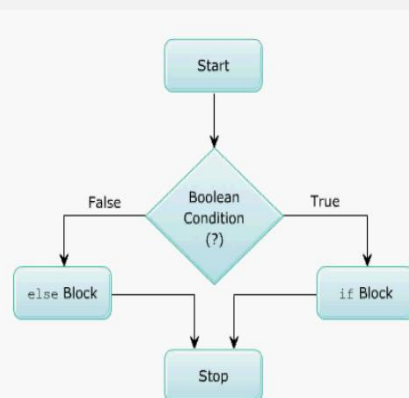 Start
False
Boolean
Condition
(?)
True
else Block
if Block
Stop